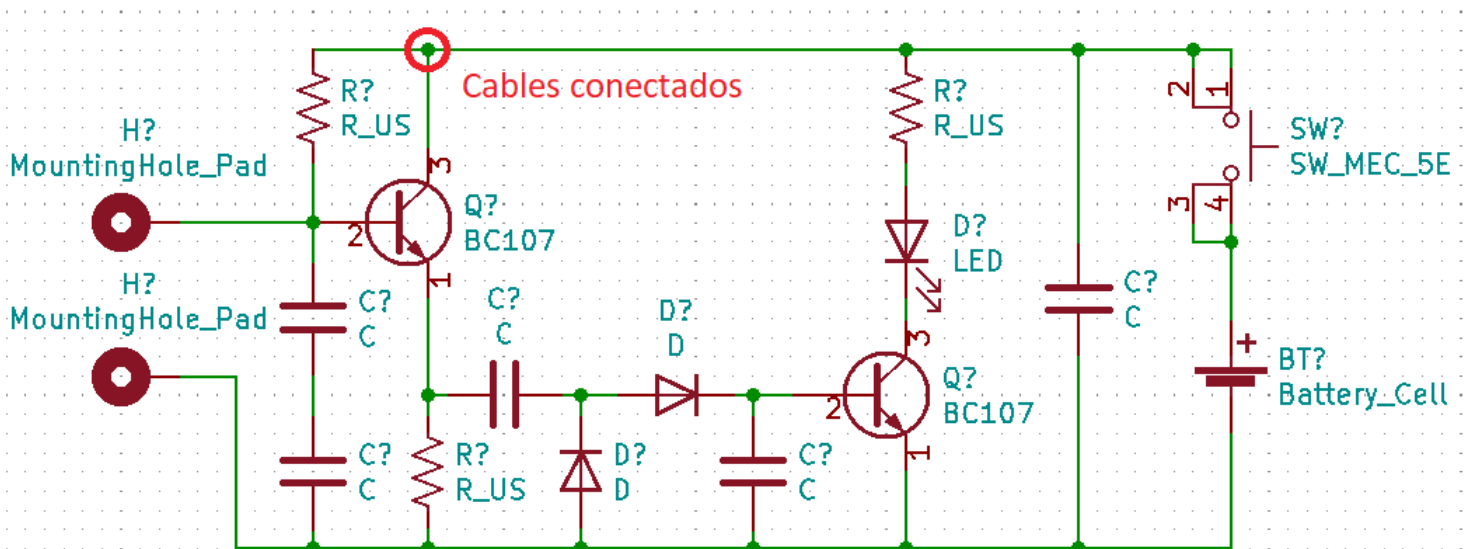 Cables conectados
R?
R_US
H?
MountingHole_Pad
3
Q?
BC107
2
1
H?
MountingHole_Pad
C?
C
C?
C
C?
C
R?
R_US
D?
D
D?
D
C?
C
R?
R_US
D?
LED
3
Q?
BC107
2
1
C?
C
2
1
SW?
SW_MEC_5E
3
4
+
BT?
Battery_Cell